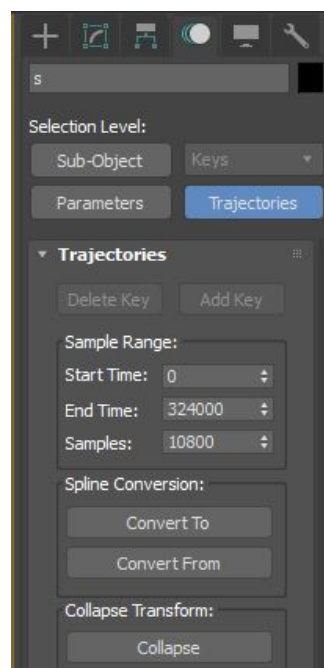 s
Selection Level:
Sub-Object Keys
Parameters Trajectories
Trajectories
Delete Key Add Key
Sample Range:
Start Time: 0
End Time: 324000
Samples: 10800
Spline Conversion:
Convert To
Convert From
Collapse Transform:
Collapse